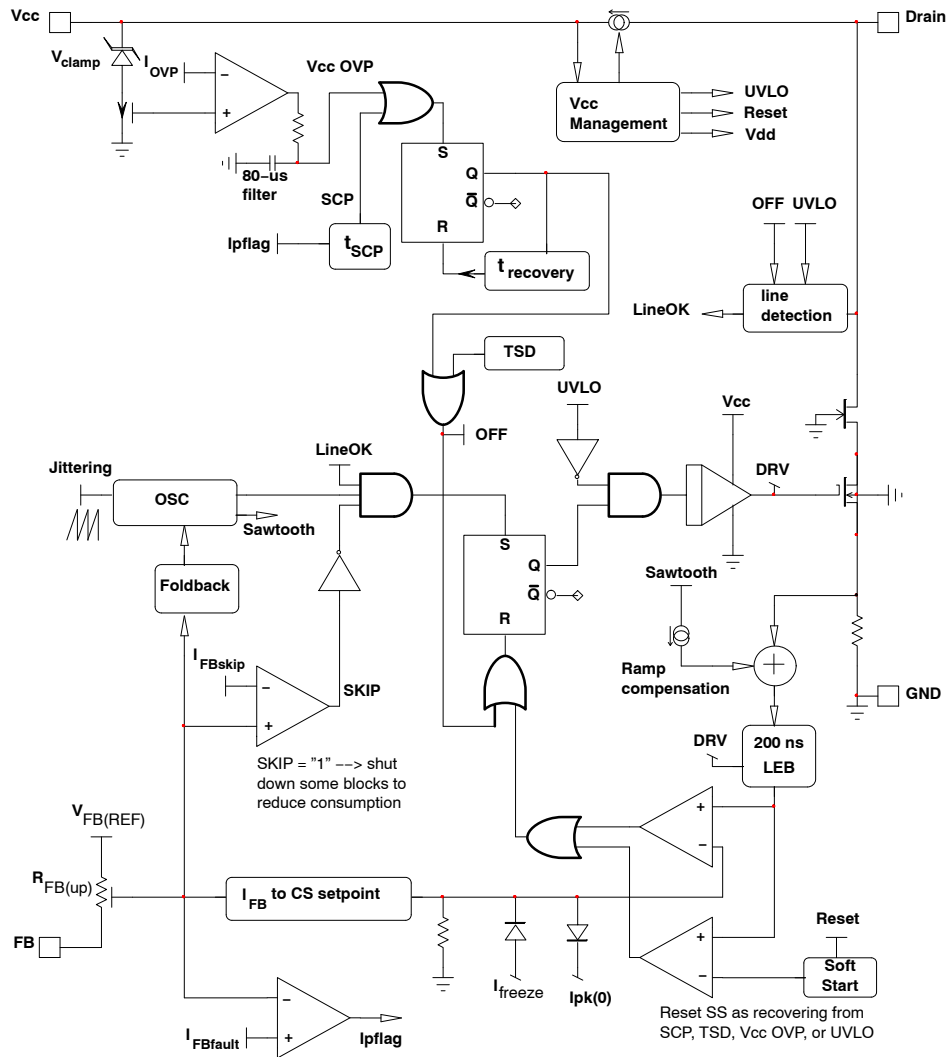 Vcc
Drain
Vclamp
IOVP
−
+
Vcc OVP
80−us
filter
SCP
Ipflag
tSCP
S
Q
Q̅
R
t recovery
Vcc
Management
UVLO
Reset
Vdd
OFF UVLO
line
detection
LineOK
TSD
OFF
UVLO
Vcc
DRV
LineOK
Jittering
OSC
Sawtooth
Foldback
S
Q
Q̅
R
Sawtooth
Ramp
compensation
+
GND
IFBskip
−
+
SKIP
SKIP = ”1” −−> shut
down some blocks to
reduce consumption
DRV
200 ns
LEB
+
−
VFB(REF)
RFB(up)
FB
IFB to CS setpoint
Ifreeze
Ipk(0)
+
−
Reset
Soft
Start
Reset SS as recovering from
SCP, TSD, Vcc OVP, or UVLO
−
+
IFBfault
Ipflag